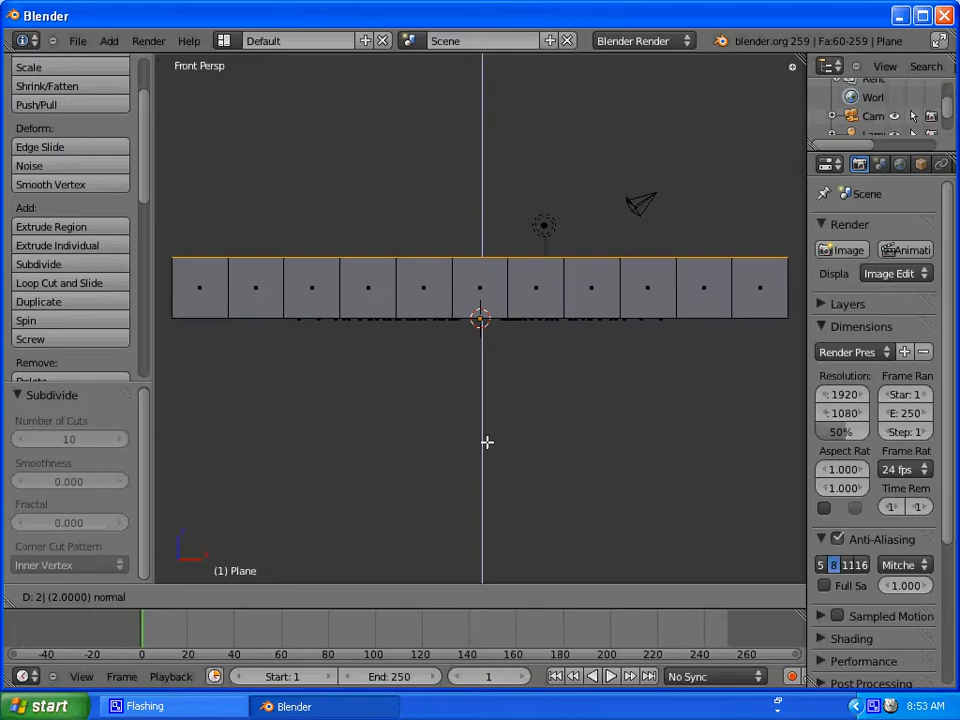 Blender
File Add Render Help Default Scene Blender Render blender.org 259 | Fa:60-259 | Plane
Scale
Shrink/Fatten
Push/Pull
Deform:
Edge Slide
Noise
Smooth Vertex
Add:
Extrude Region
Extrude Individual
Subdivide
Loop Cut and Slide
Duplicate
Spin
Screw
Remove:
Subdivide
Number of Cuts
10
Smoothness
0.000
Fractal
0.000
Corner Cut Pattern
Inner Vertex
Front Persp
(1) Plane
D: 2| (2.0000) normal
View Search
Worl
Cam
Scene
Render
Image Animati
Displa Image Edit
Layers
Dimensions
Render Pres
Resolution: Frame Ran
: 1920 Star: 1
: 1080 E: 250
50% Step: 1
Aspect Rat Frame Rat
1.000 24 fps
1.000 Time Rem
1 1
Anti-Aliasing
5 8 11 16 Mitche
Full Sa 1.000
Sampled Motion
Shading
Performance
Post Processing
-40 -20 0 20 40 60 80 100 120 140 160 180 200 220 240 260
View Frame Playback Start: 1 End: 250 1 No Sync
start Flashing Blender 8:53 AM